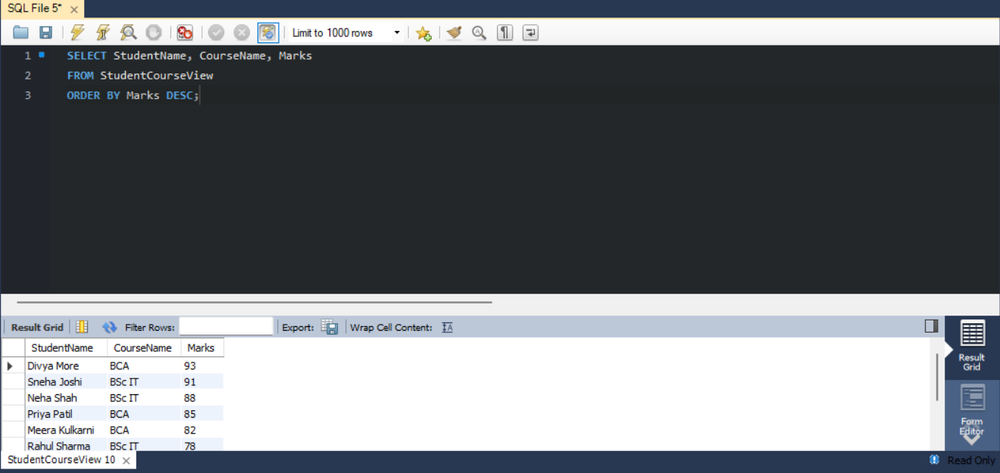 SQL File 5*
Limit to 1000 rows
1 SELECT StudentName, CourseName, Marks
2 FROM StudentCourseView
3 ORDER BY Marks DESC;
Result Grid Filter Rows: Export: Wrap Cell Content:
StudentName CourseName Marks
Divya More BCA 93
Sneha Joshi BSc IT 91
Neha Shah BSc IT 88
Priya Patil BCA 85
Meera Kulkarni BCA 82
Rahul Sharma BSc IT 78
Result
Grid
Form
Editor
StudentCourseView 10
Read Only